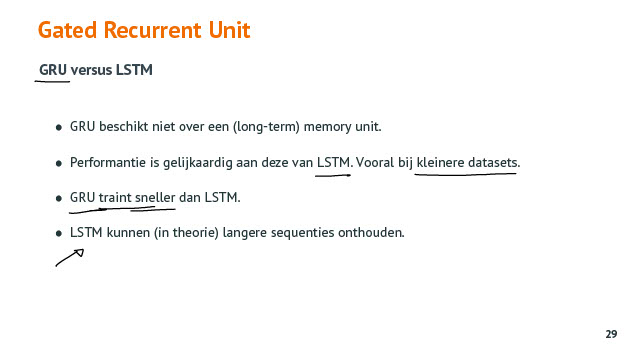 Gated Recurrent Unit
GRU versus LSTM
● GRU beschikt niet over een (long-term) memory unit.
● Performantie is gelijkaardig aan deze van LSTM. Vooral bij kleinere datasets.
● GRU traint sneller dan LSTM.
● LSTM kunnen (in theorie) langere sequenties onthouden.
29